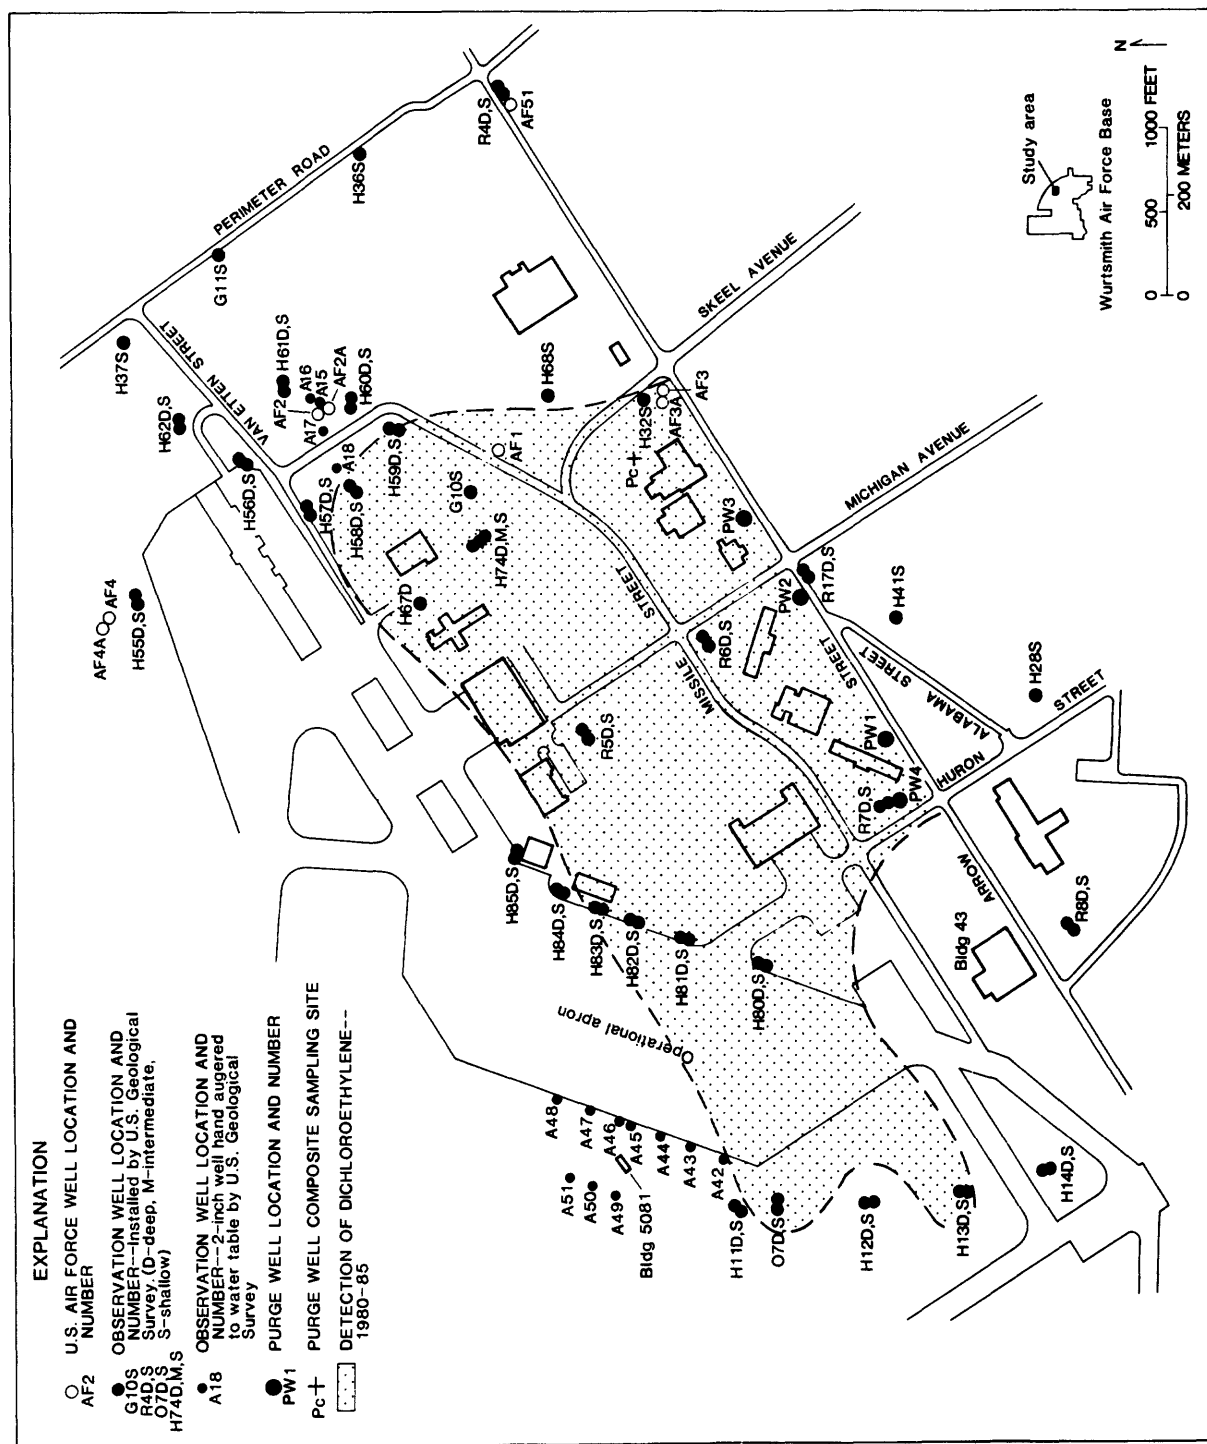 EXPLANATION
AF2
U.S. AIR FORCE WELL LOCATION AND
NUMBER
G10S
R4D,S
O7D,S
H74D,M,S
OBSERVATION WELL LOCATION AND
NUMBER--Installed by U.S. Geological
Survey. (D-deep, M-intermediate,
S-shallow)
A18
OBSERVATION WELL LOCATION AND
NUMBER--2-inch well hand augered
to water table by U.S. Geological
Survey
PW1
PURGE WELL LOCATION AND NUMBER
Pc+
PURGE WELL COMPOSITE SAMPLING SITE
DETECTION OF DICHLOROETHYLENE--
1980-85
AF4A
AF4
H55D,S
H62D,S
H37S
H56D,S
VAN ETTEN STREET
G11S
PERIMETER ROAD
H36S
R4D,S
AF51
H57D,S
A17
AF2
H61D,S
A16
A15
AF2A
H60D,S
A18
H58D,S
H59D,S
G10S
AF1
H74D,M,S
H67D
H68S
H32S
AF3A
AF3
Pc+
PW3
SKEEL AVENUE
MICHIGAN AVENUE
MISSILE
STREET
R5D,S
R6D,S
PW2
R17D,S
H41S
H28S
STREET
ALABAMA
STREET
HURON
STREET
ARROW
PW1
PW4
R7D,S
R8D,S
Bldg 43
H85D,S
H84D,S
H83D,S
H82D,S
H81D,S
H80D,S
Operational apron
A48
A47
A46
A45
A44
A43
A42
A51
A50
A49
Bldg 5081
H11D,S
O7D,S
H12D,S
H13D,S
H14D,S
Study area
Wurtsmith Air Force Base
N
0 500 1000 FEET
0 200 METERS